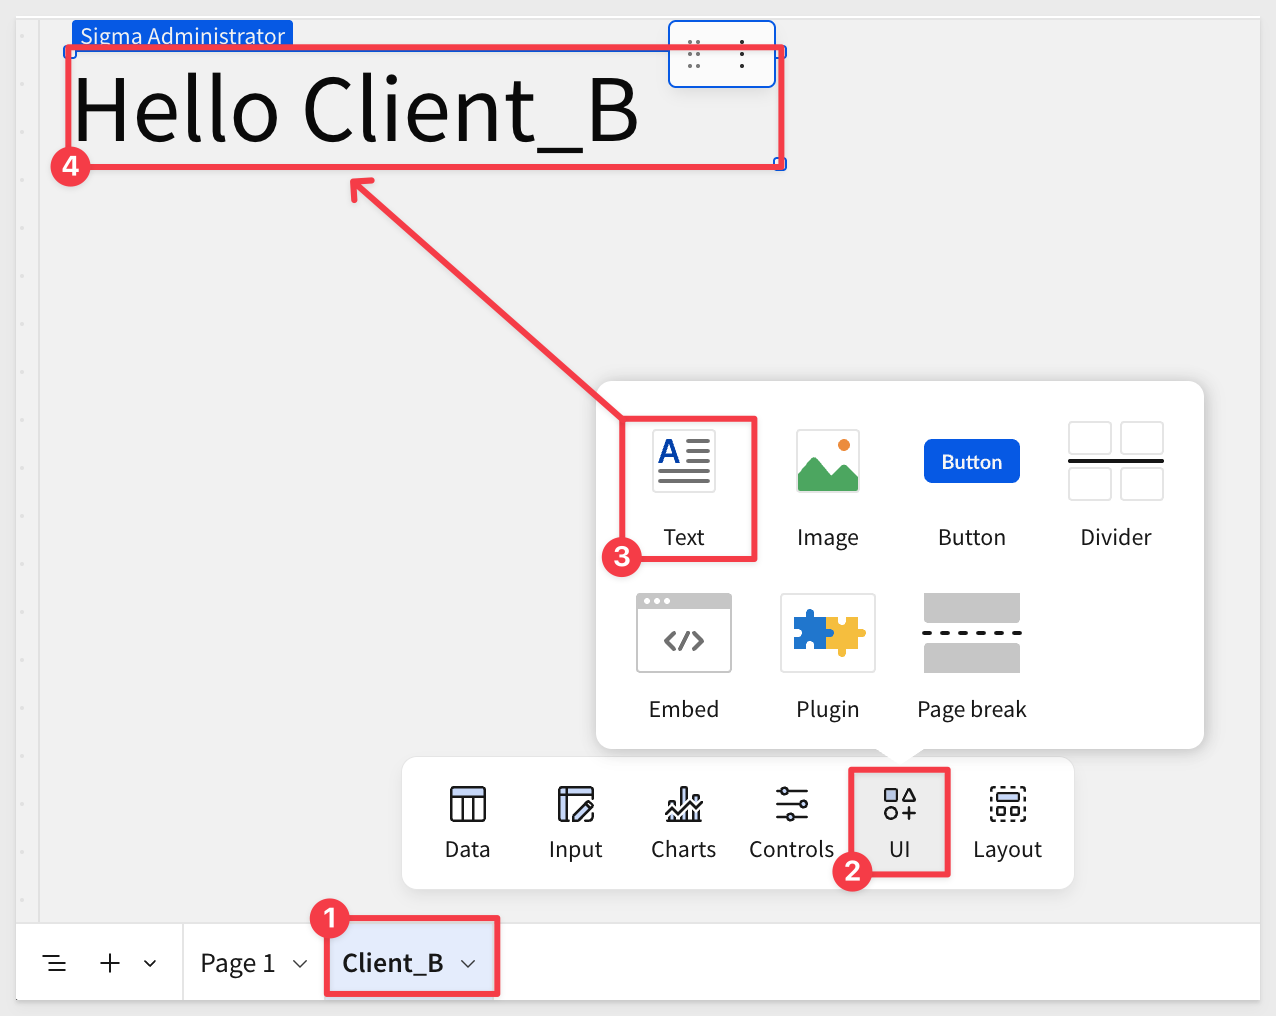 Sigma Administrator
Hello Client_B
4
A
Button
Text
Image
Button
Divider
3
</>
Embed
Plugin
Page break
Data
Input
Charts
Controls
UI
Layout
2
1
Page 1
Client_B